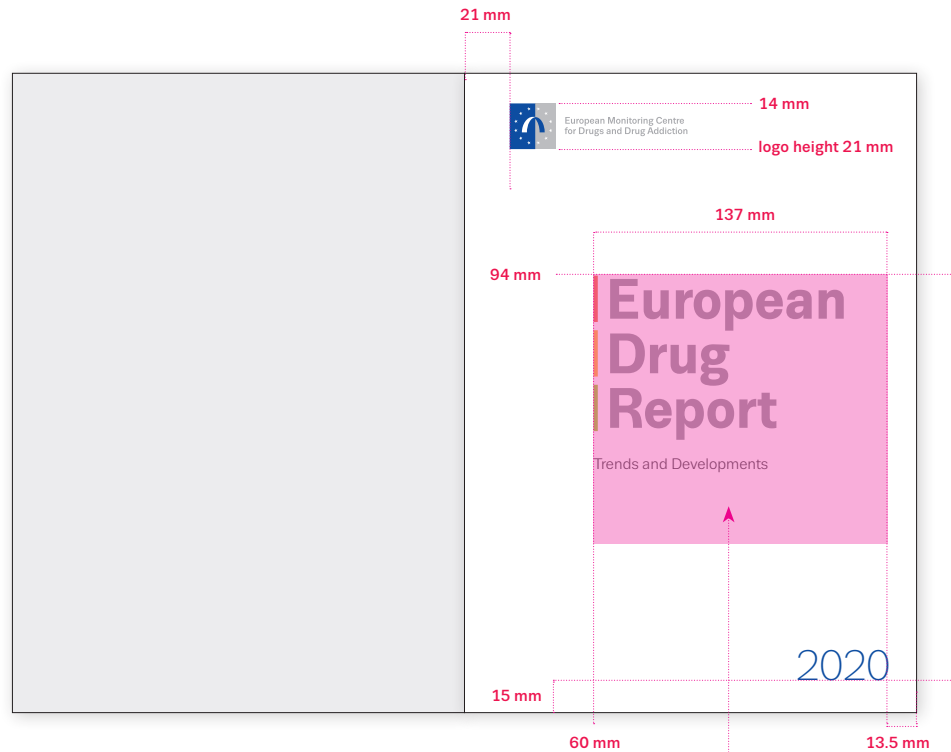 21 mm
European Monitoring Centre
for Drugs and Drug Addiction
14 mm
logo height 21 mm
137 mm
94 mm
European
Drug
Report
Trends and Developments
2020
15 mm
60 mm
13.5 mm